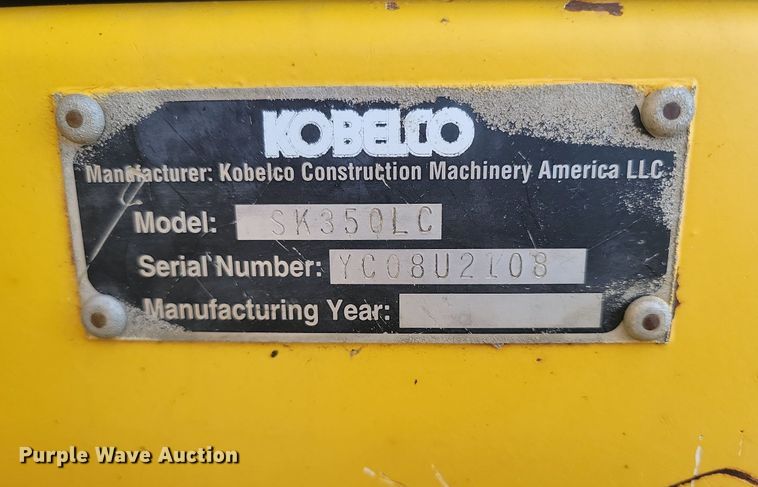 KOBELCO
Manufacturer: Kobelco Construction Machinery America LLC
Model: SK350LC
Serial Number: YC08U2108
Manufacturing Year:
Purple Wave Auction